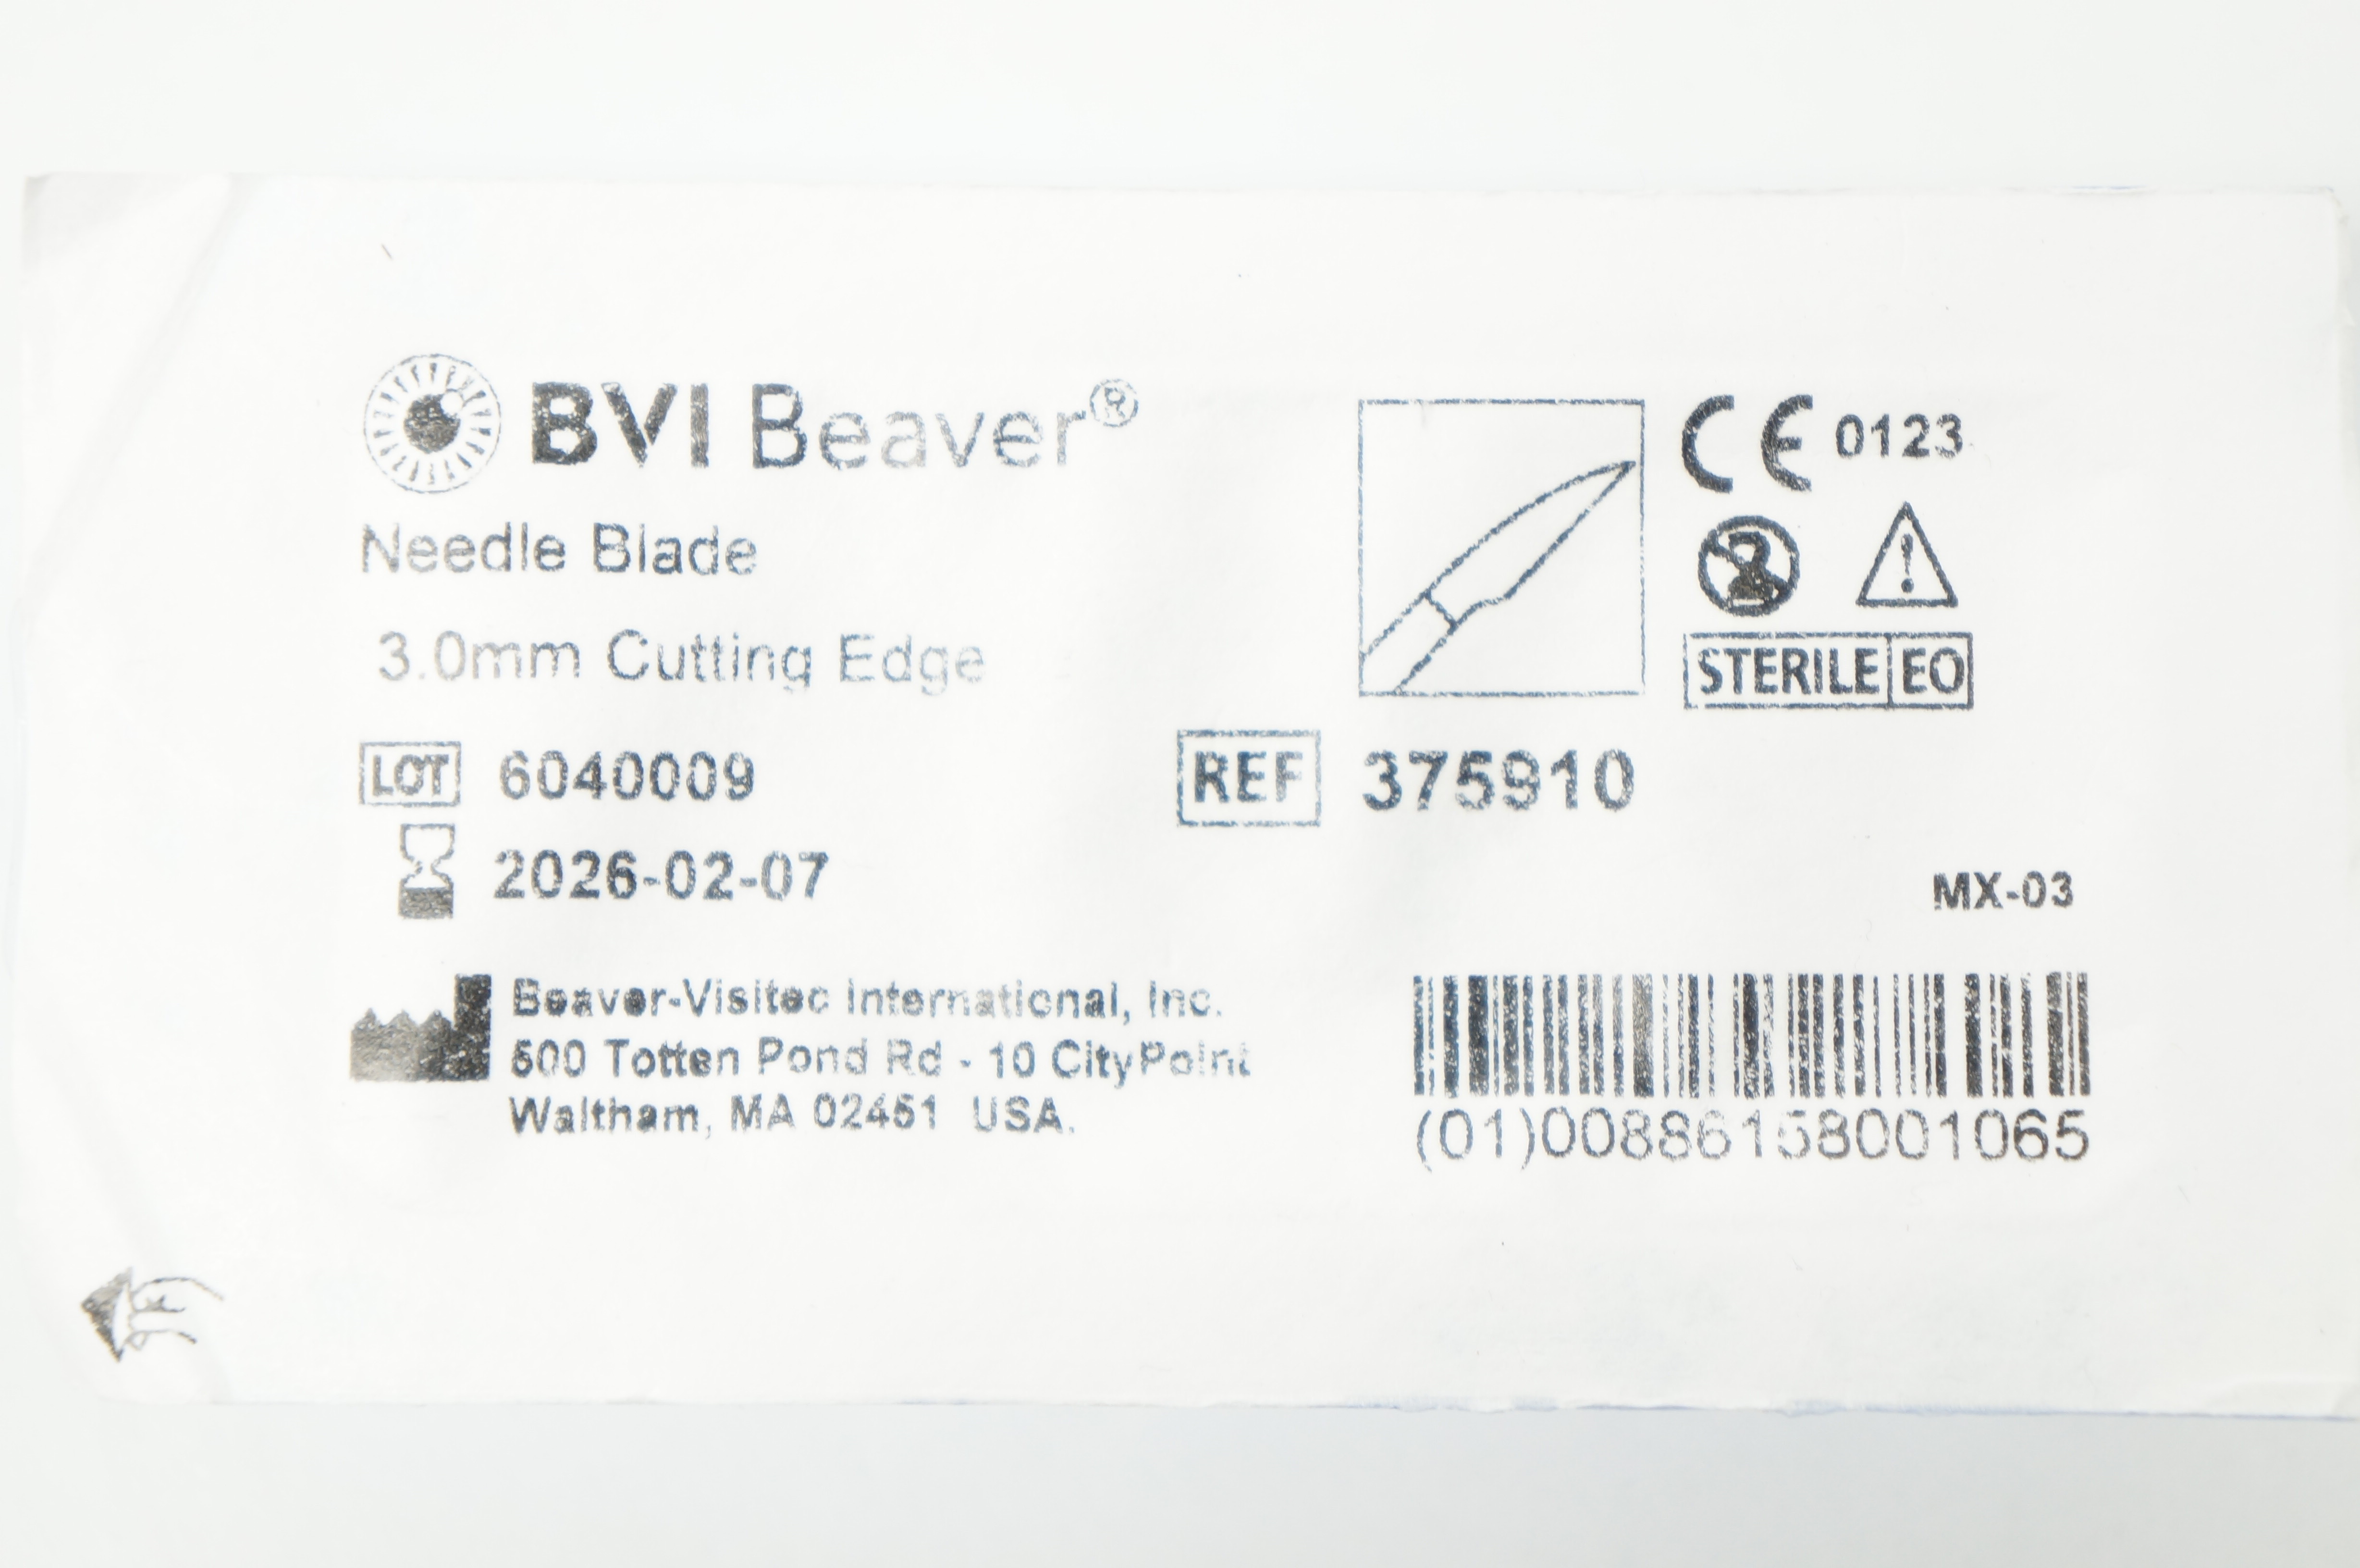 BVI Beaver®
Needle Blade
3.0mm Cutting Edge
CE 0123
2
!
STERILE EO
LOT 6040009
REF 375910
2026-02-07
MX-03
Beaver-Visitec International, Inc.
500 Totten Pond Rd - 10 CityPoint
Waltham, MA 02451 USA.
(01)00886158001065